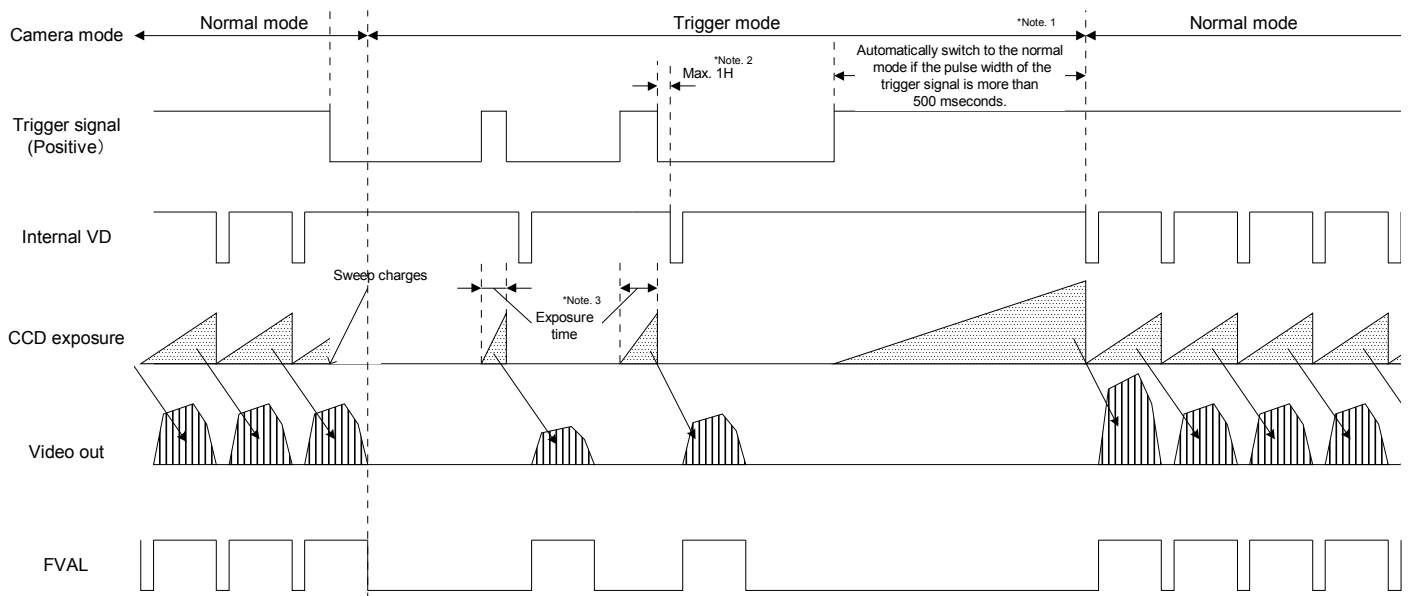 Camera mode
Normal mode
Trigger mode
*Note. 1
Normal mode
*Note. 2
Max. 1H
Automatically switch to the normal
mode if the pulse width of the
trigger signal is more than
500 mseconds.
Trigger signal
(Positive）
Internal VD
Sweep charges
CCD exposure
*Note. 3
Exposure
time
Video out
FVAL